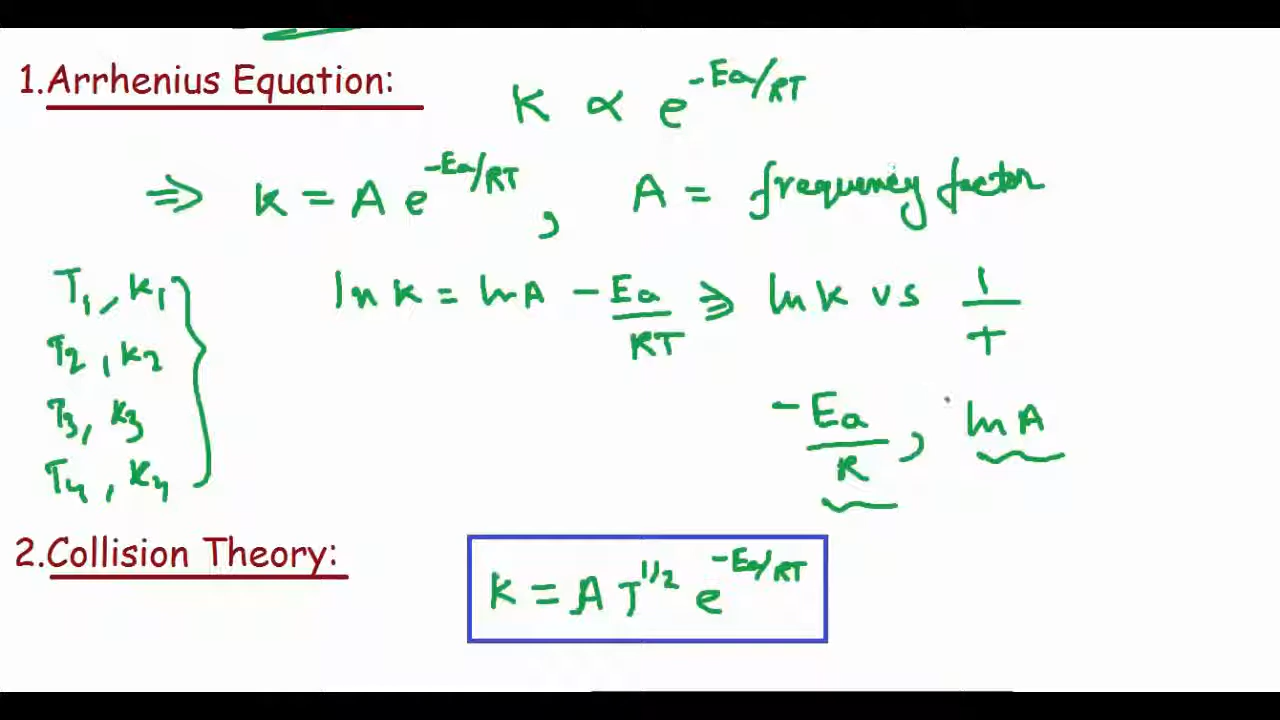 1.Arrhenius Equation:
K ∝ e^-Ea/RT
⇒ k = A e^-Ea/RT , A = frequency factor
T1, k1
ln k = ln A - Ea/RT ⇒ ln k vs 1/T
T2, k2
T3, k3
-Ea/R , ln A
T4, k4
2.Collision Theory:
K = A T^1/2 e^-Ea/RT